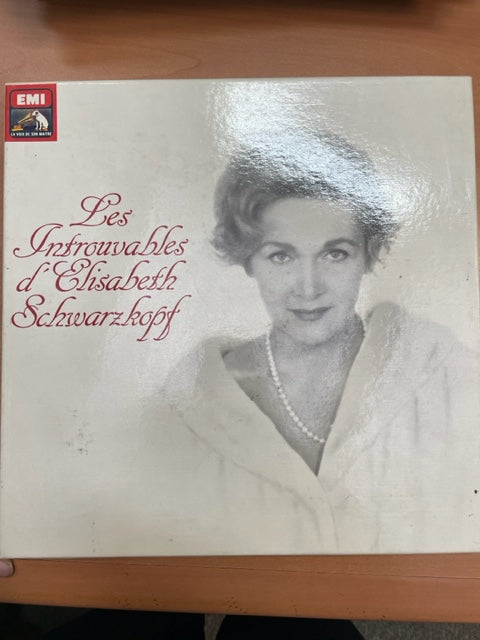 EMI
LA VOIX DE SON MAITRE
Les
Introuvables
d'Elisabeth
Schwarzkopf